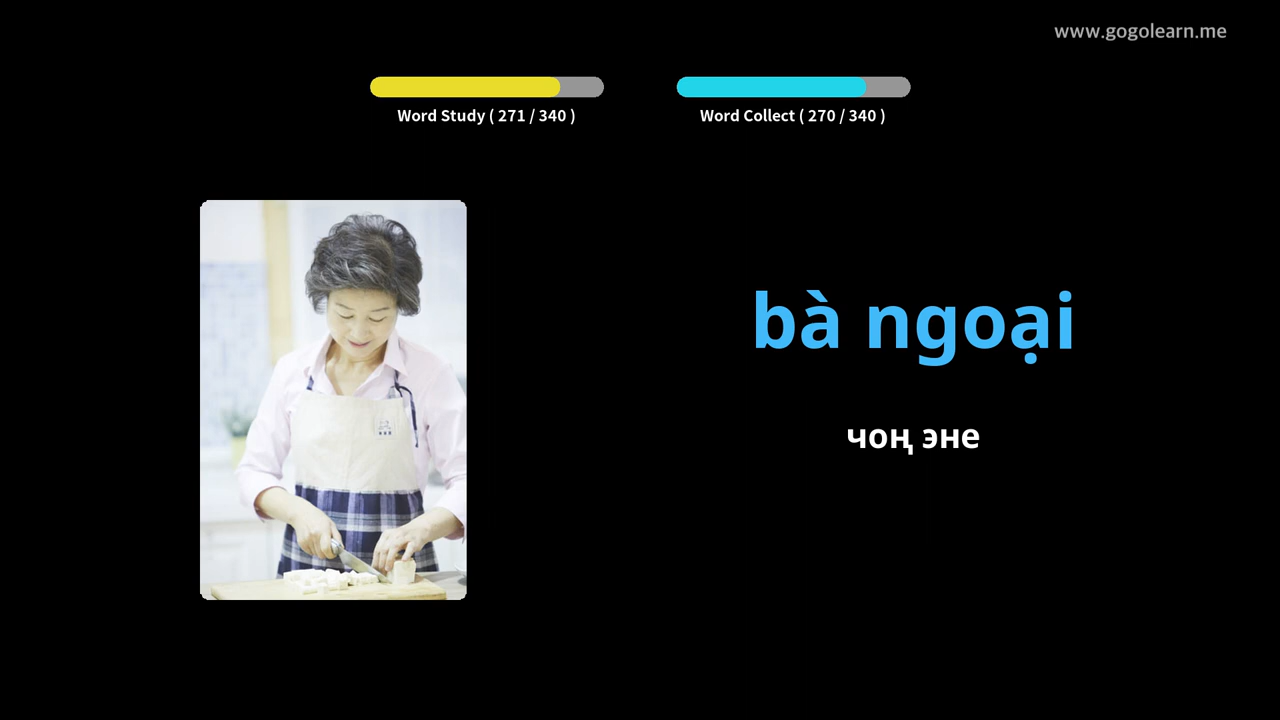 www.gogolearn.me
Word Study ( 271 / 340 )
Word Collect ( 270 / 340 )
bà ngoại
чоң эне